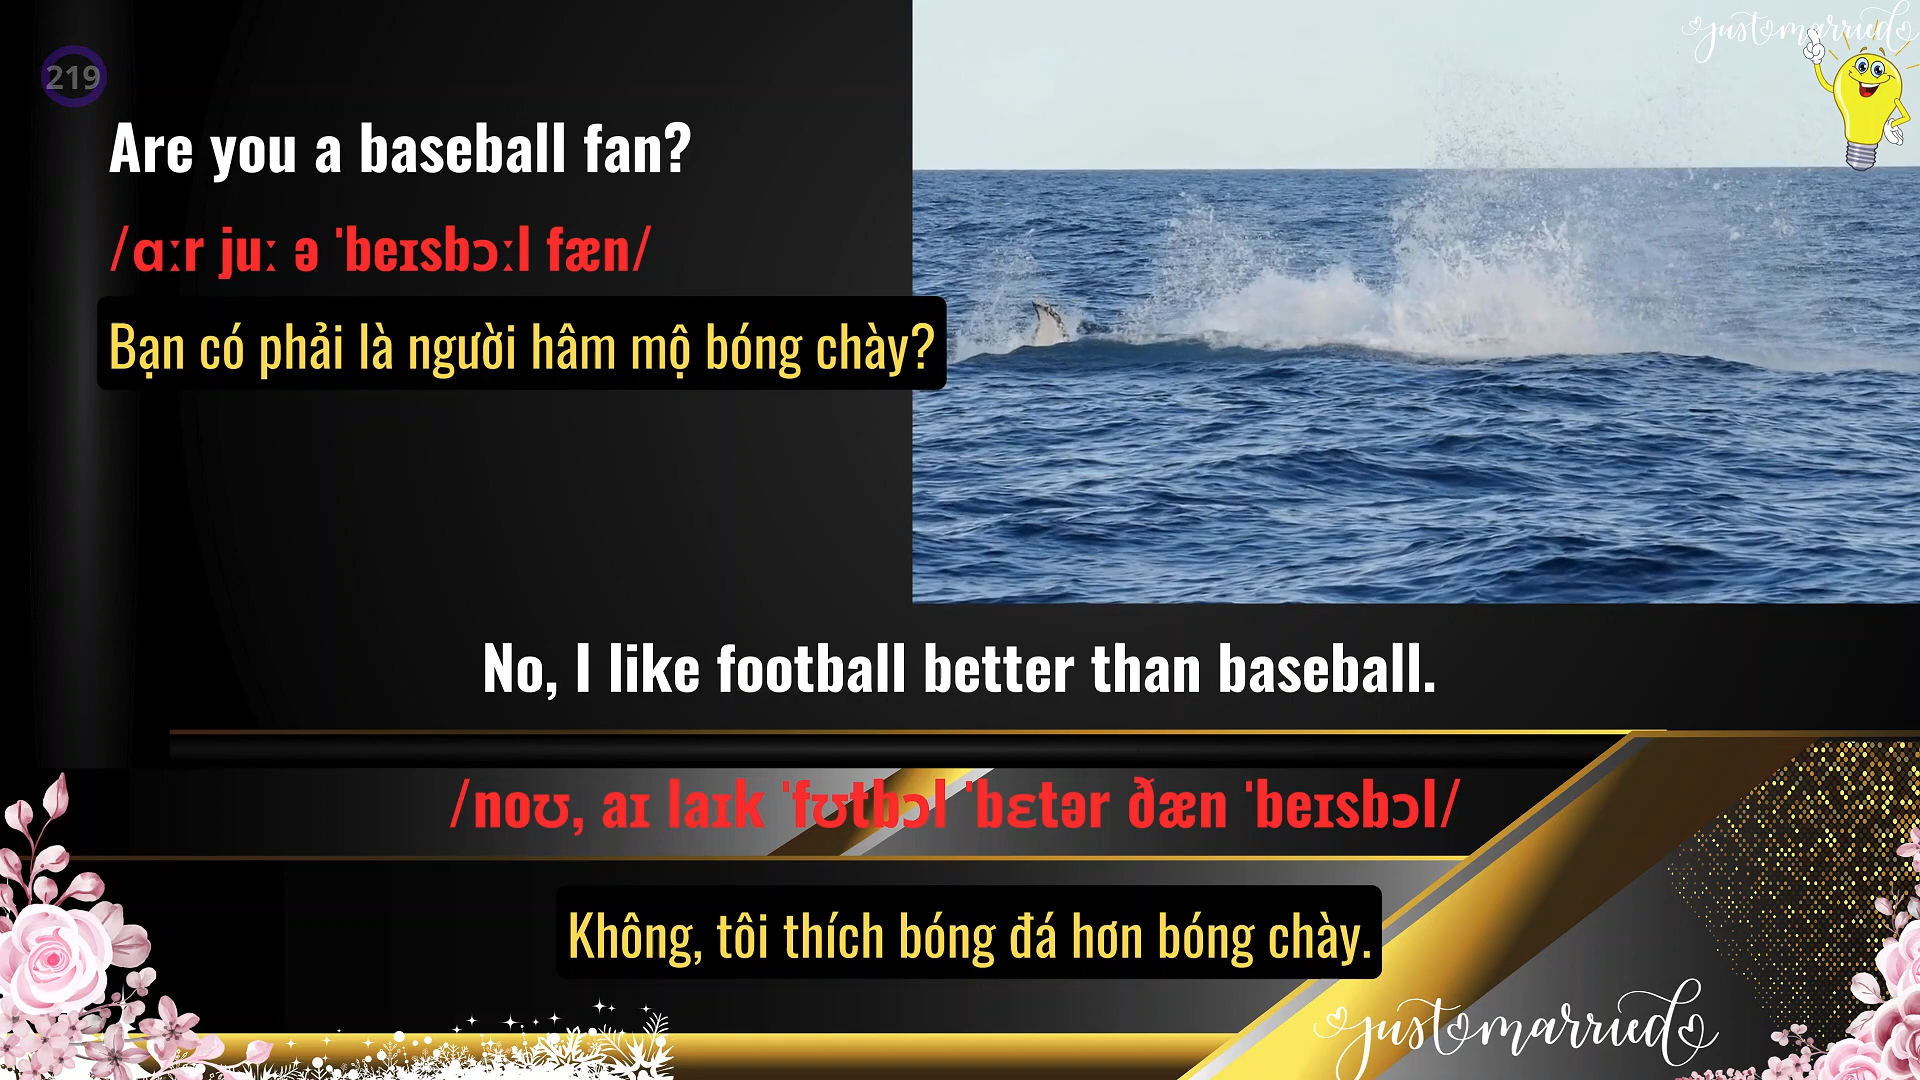 justmarried
219
Are you a baseball fan?
/ɑːr juː ə ˈbeɪsbɔːl fæn/
Bạn có phải là người hâm mộ bóng chày?
No, I like football better than baseball.
/noʊ, aɪ laɪk ˈfʊtbɔl ˈbɛtər ðæn ˈbeɪsbɔl/
Không, tôi thích bóng đá hơn bóng chày.
justmarried